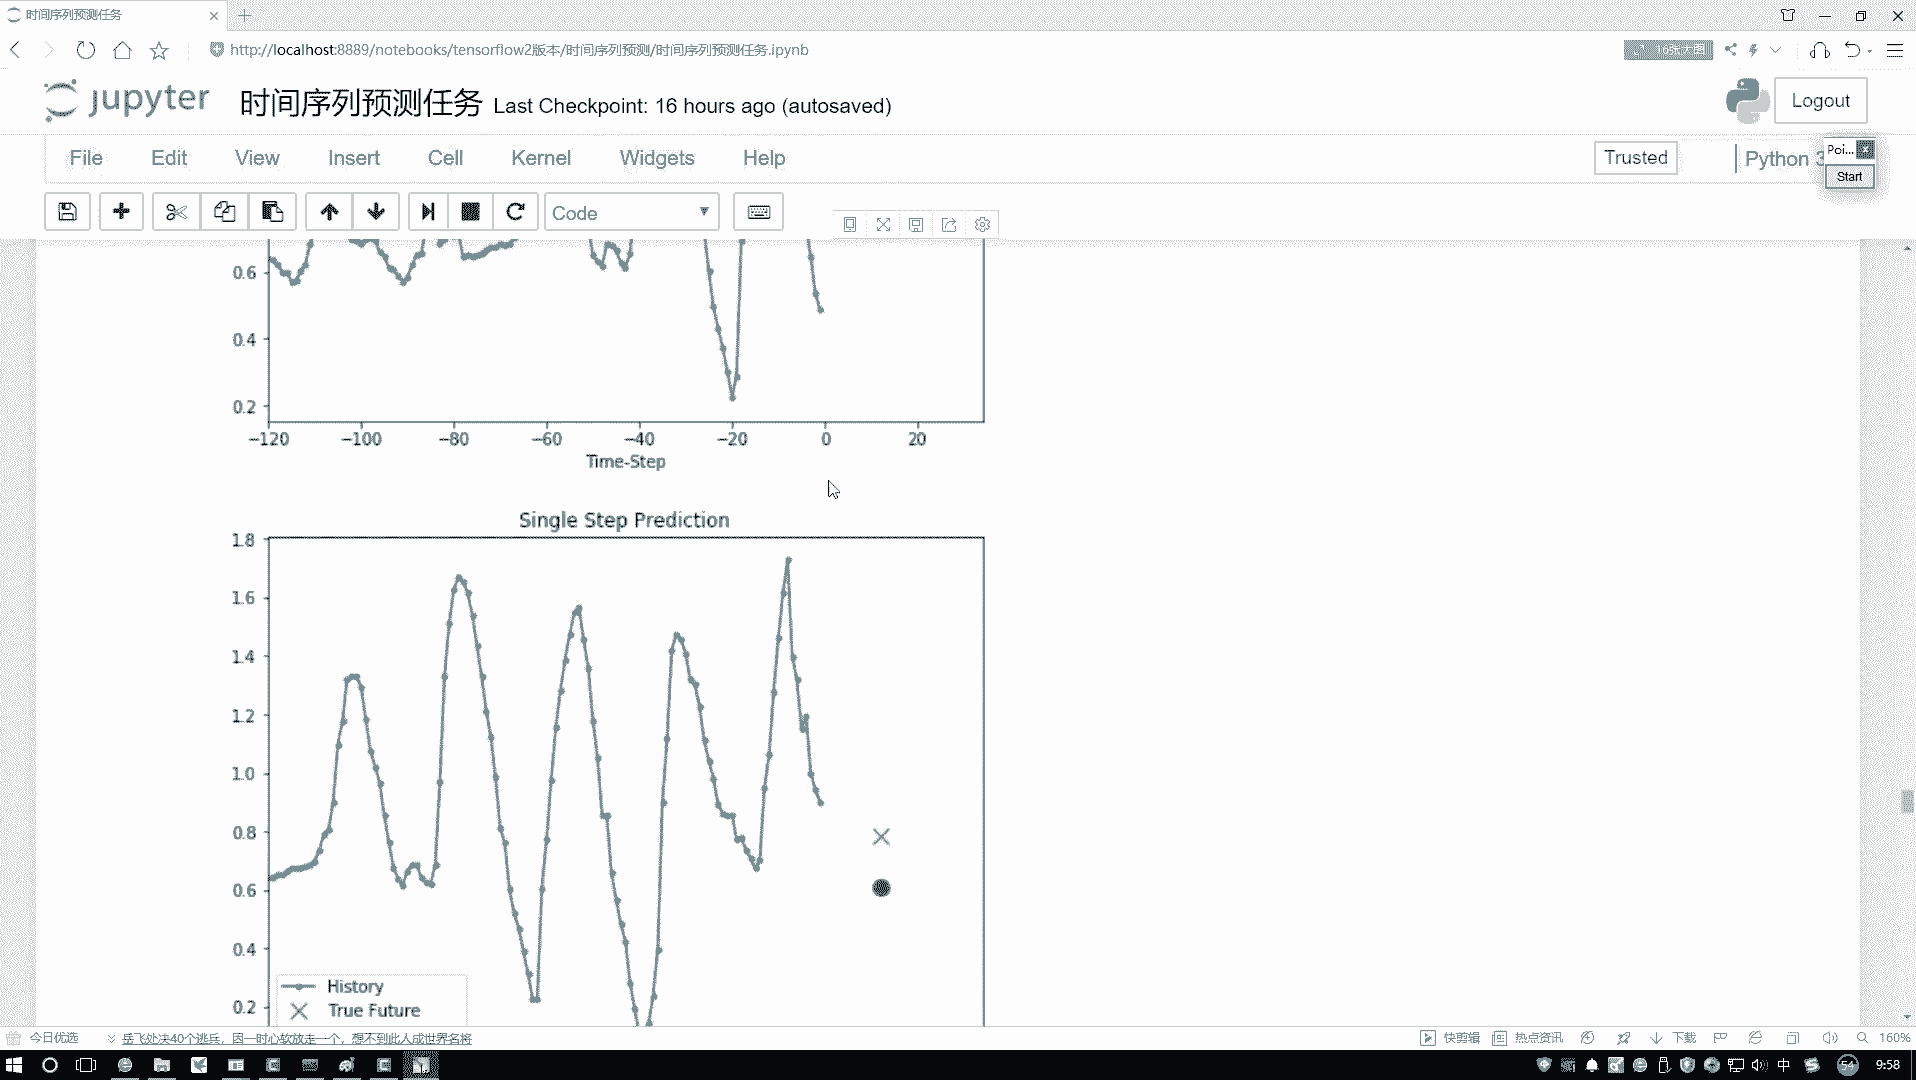 时间序列预测任务
http://localhost:8889/notebooks/tensorflow2版本/时间序列预测/时间序列预测任务.ipynb
16张大图
jupyter
时间序列预测任务 Last Checkpoint: 16 hours ago (autosaved)
Logout
File Edit View Insert Cell Kernel Widgets Help
Trusted
Python 3
Poi...
Start
Code
0.6
0.4
0.2
−120 −100 −80 −60 −40 −20 0 20
Time-Step
Single Step Prediction
1.8
1.6
1.4
1.2
1.0
0.8
0.6
0.4
0.2
History
True Future
今日优选
岳飞处决40个逃兵，因一时心软放走一个，想不到此人成世界名将
快剪辑
热点资讯
下载
160%
中
54
9:58